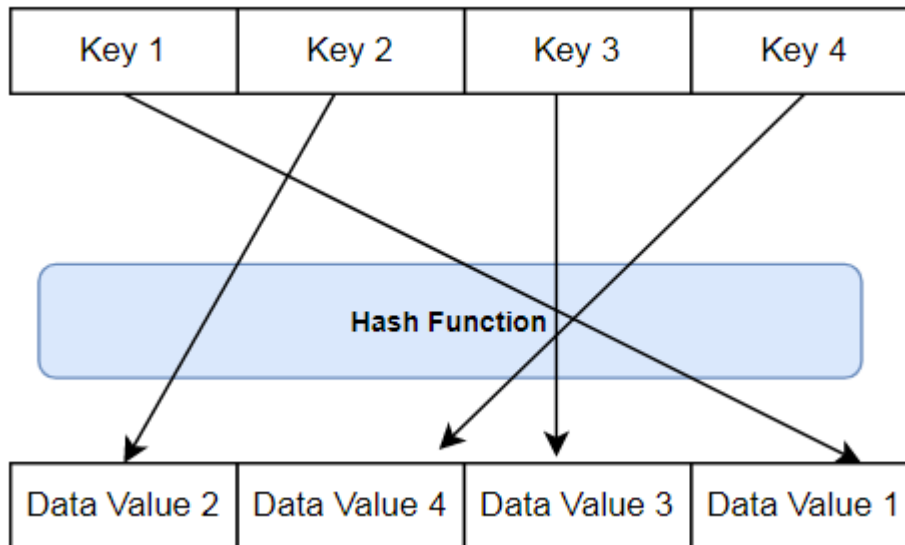 Key 1 Key 2 Key 3 Key 4
Hash Function
Data Value 2 Data Value 4 Data Value 3 Data Value 1